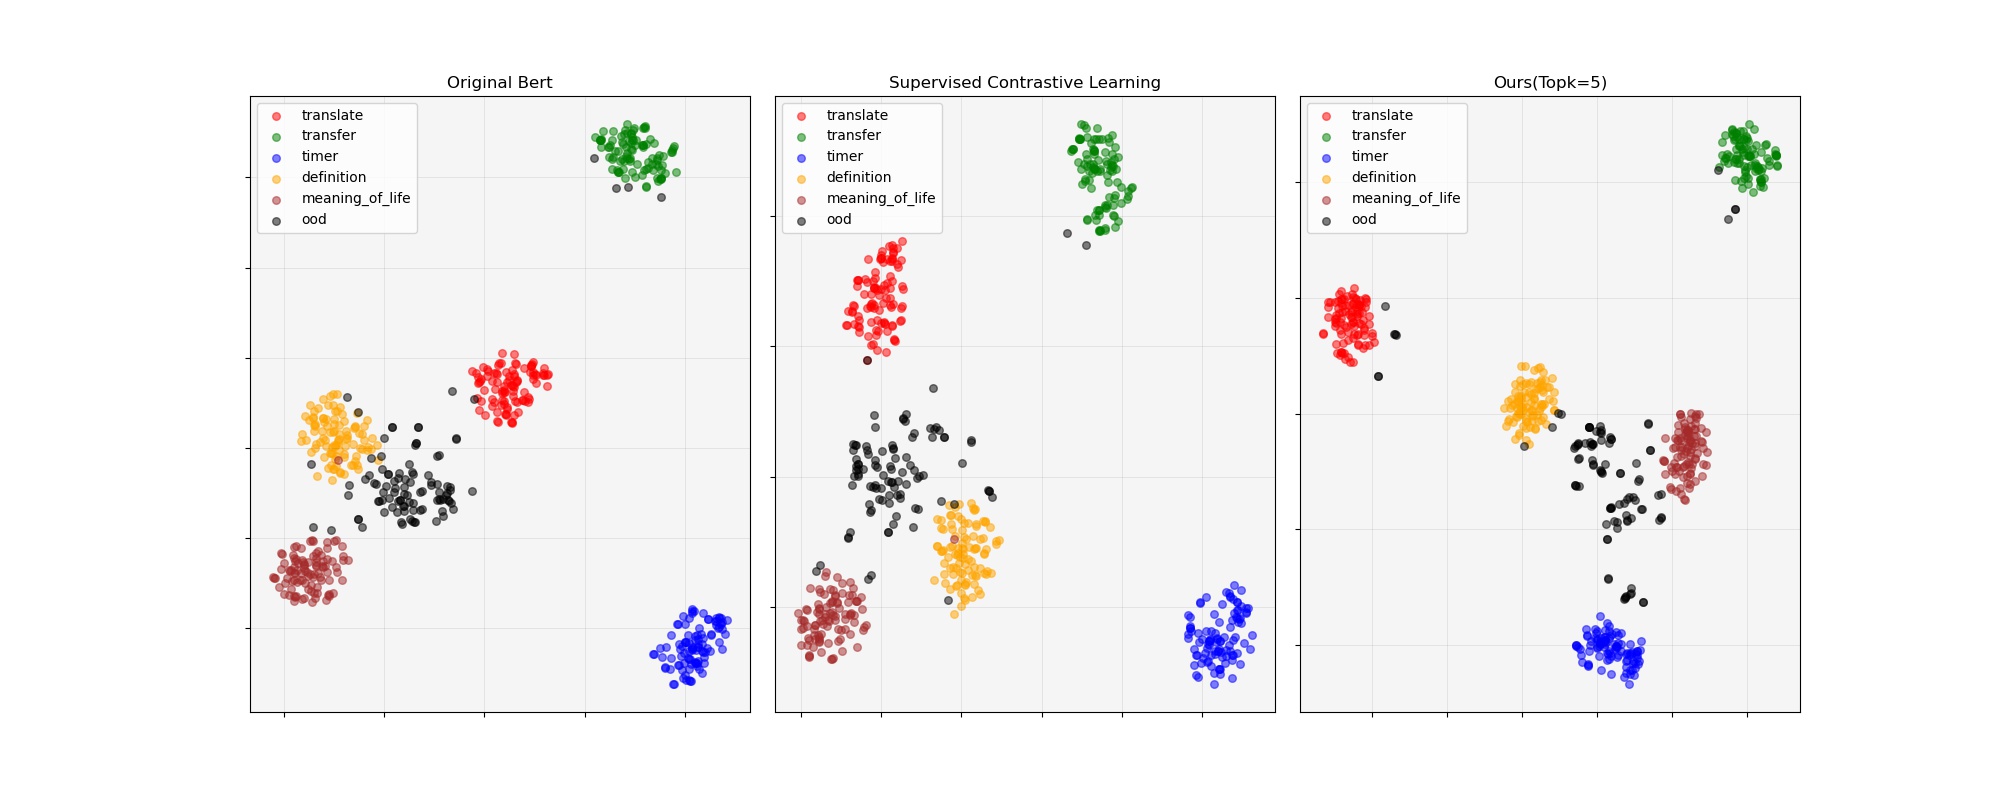 Original Bert
translate
transfer
timer
definition
meaning_of_life
ood
Supervised Contrastive Learning
translate
transfer
timer
definition
meaning_of_life
ood
Ours(Topk=5)
translate
transfer
timer
definition
meaning_of_life
ood